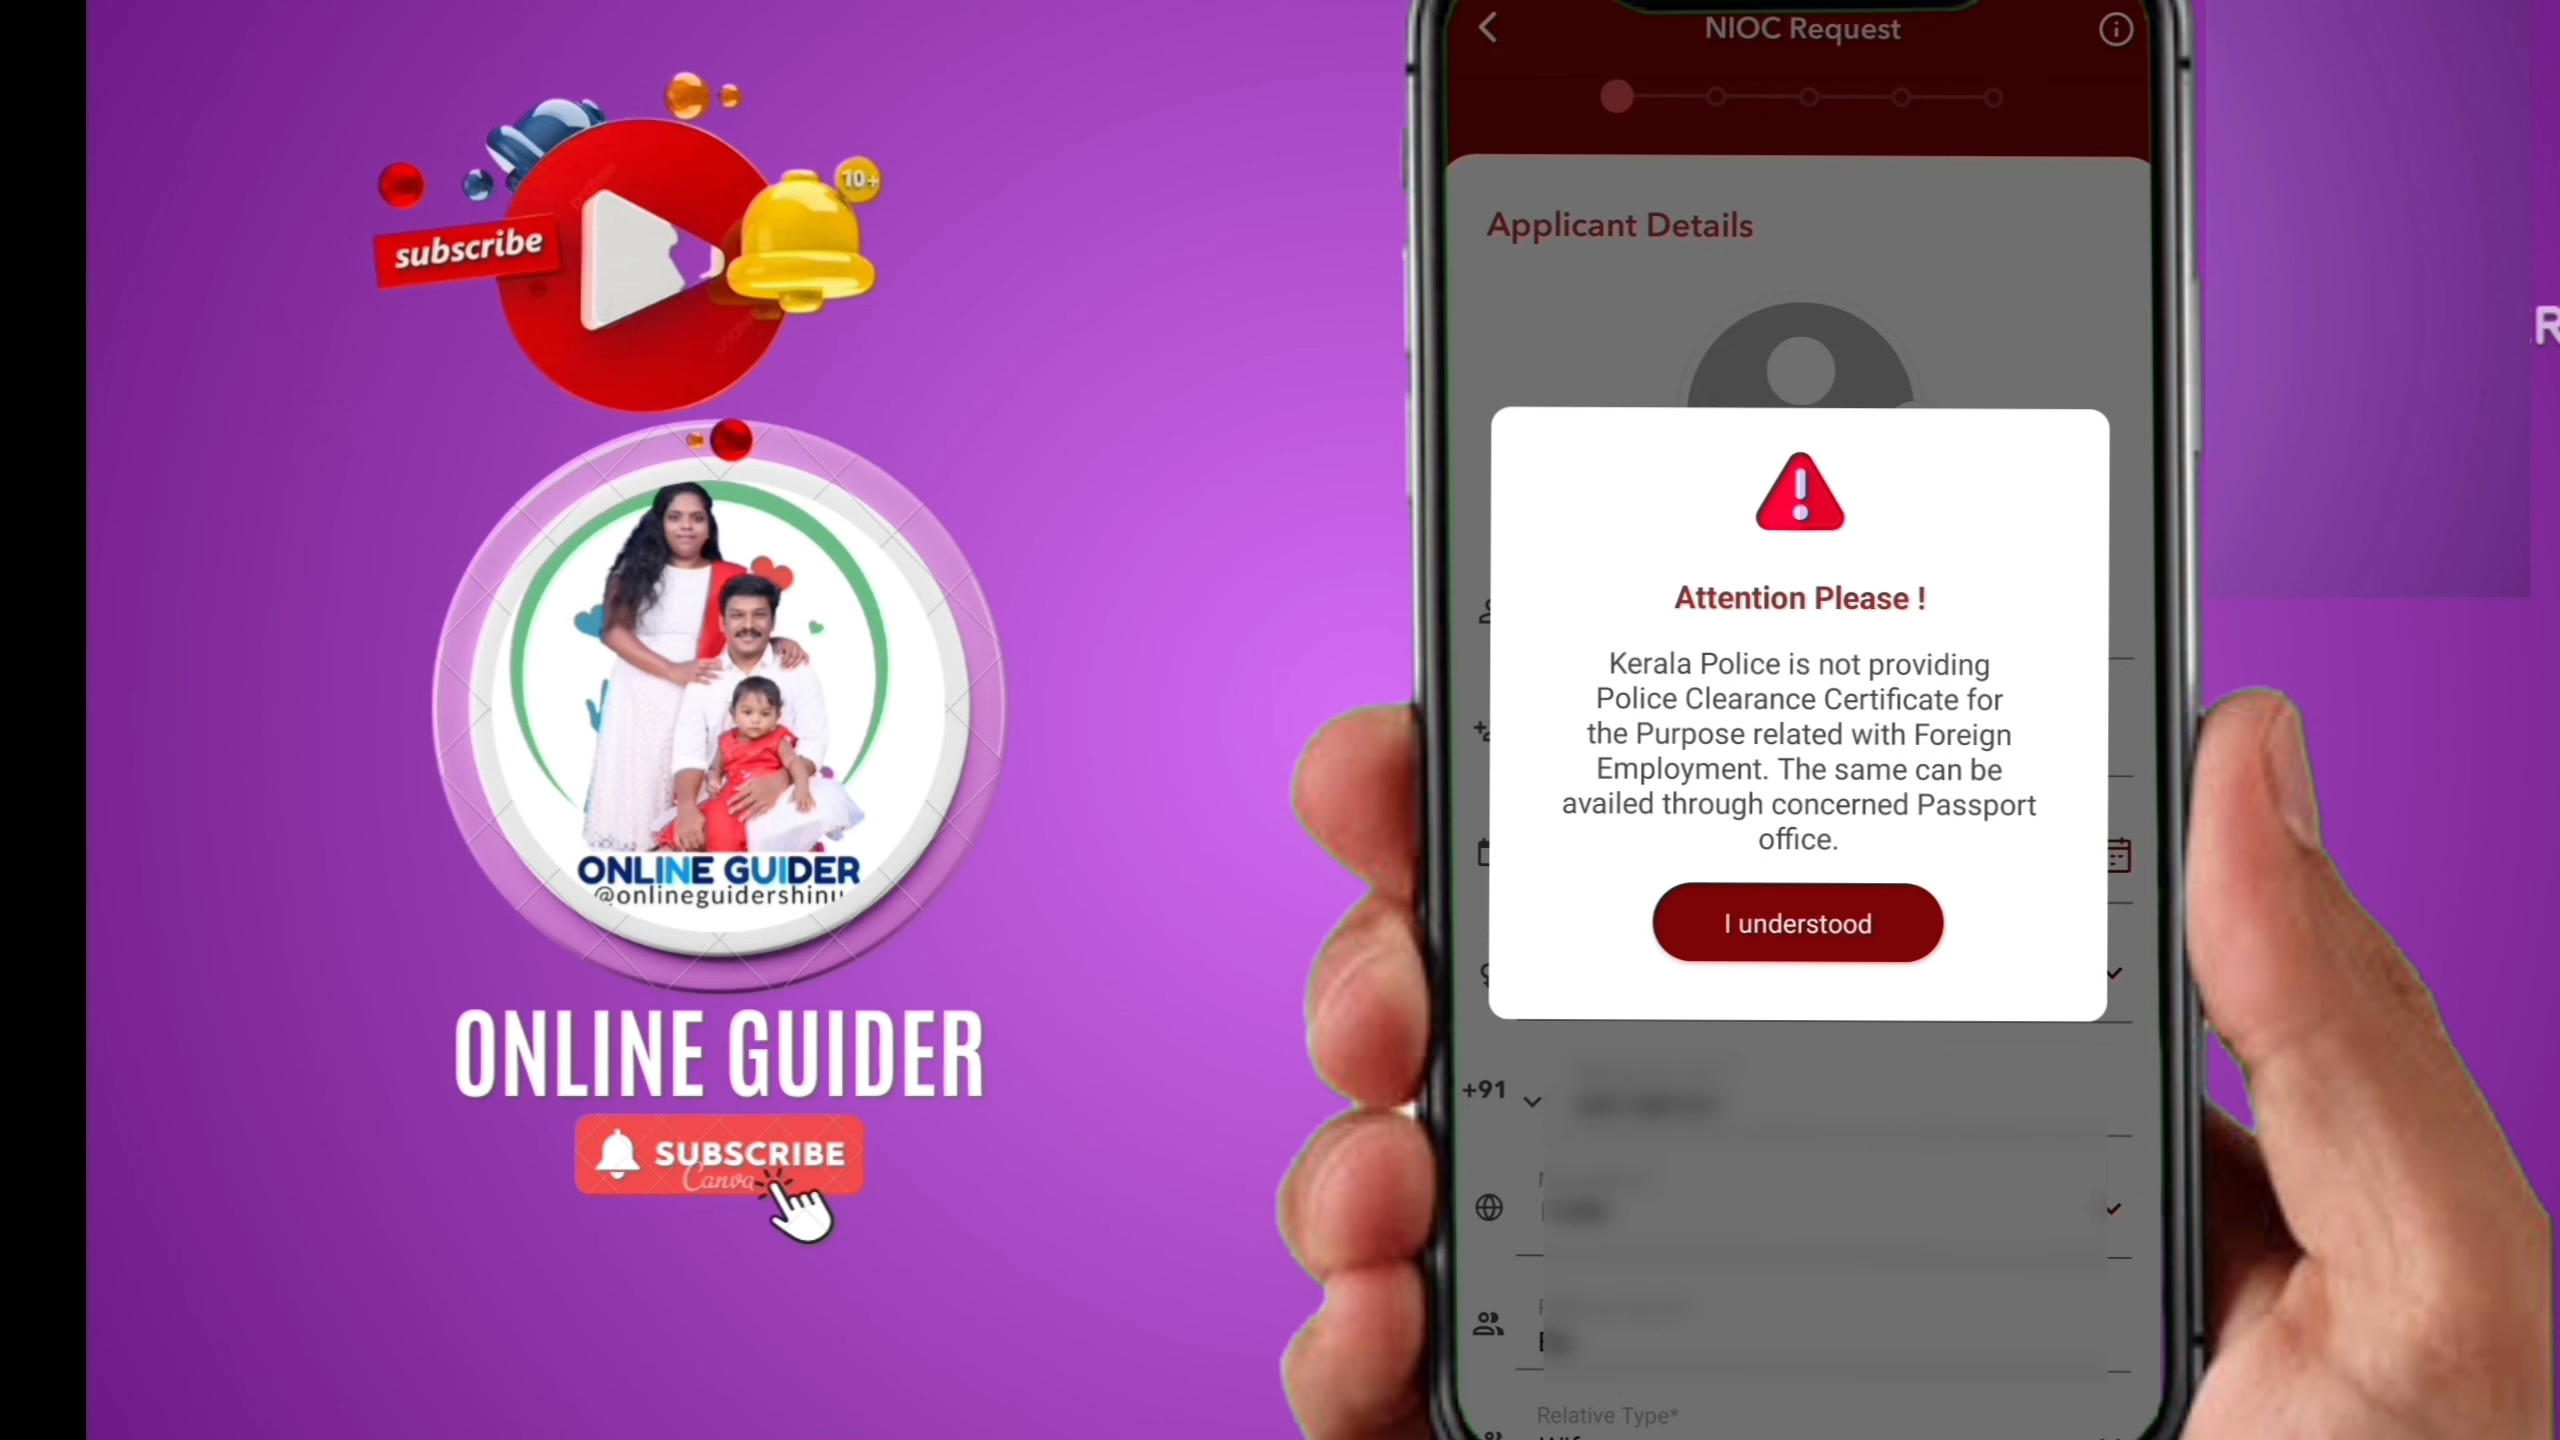 subscribe
10+
ONLINE GUIDER
@onlineguidershinu
ONLINE GUIDER
SUBSCRIBE
Canva
R
NIOC Request
Applicant Details
Attention Please !
Kerala Police is not providing
Police Clearance Certificate for
the Purpose related with Foreign
Employment. The same can be
availed through concerned Passport
office.
I understood
+91
Relative Type*